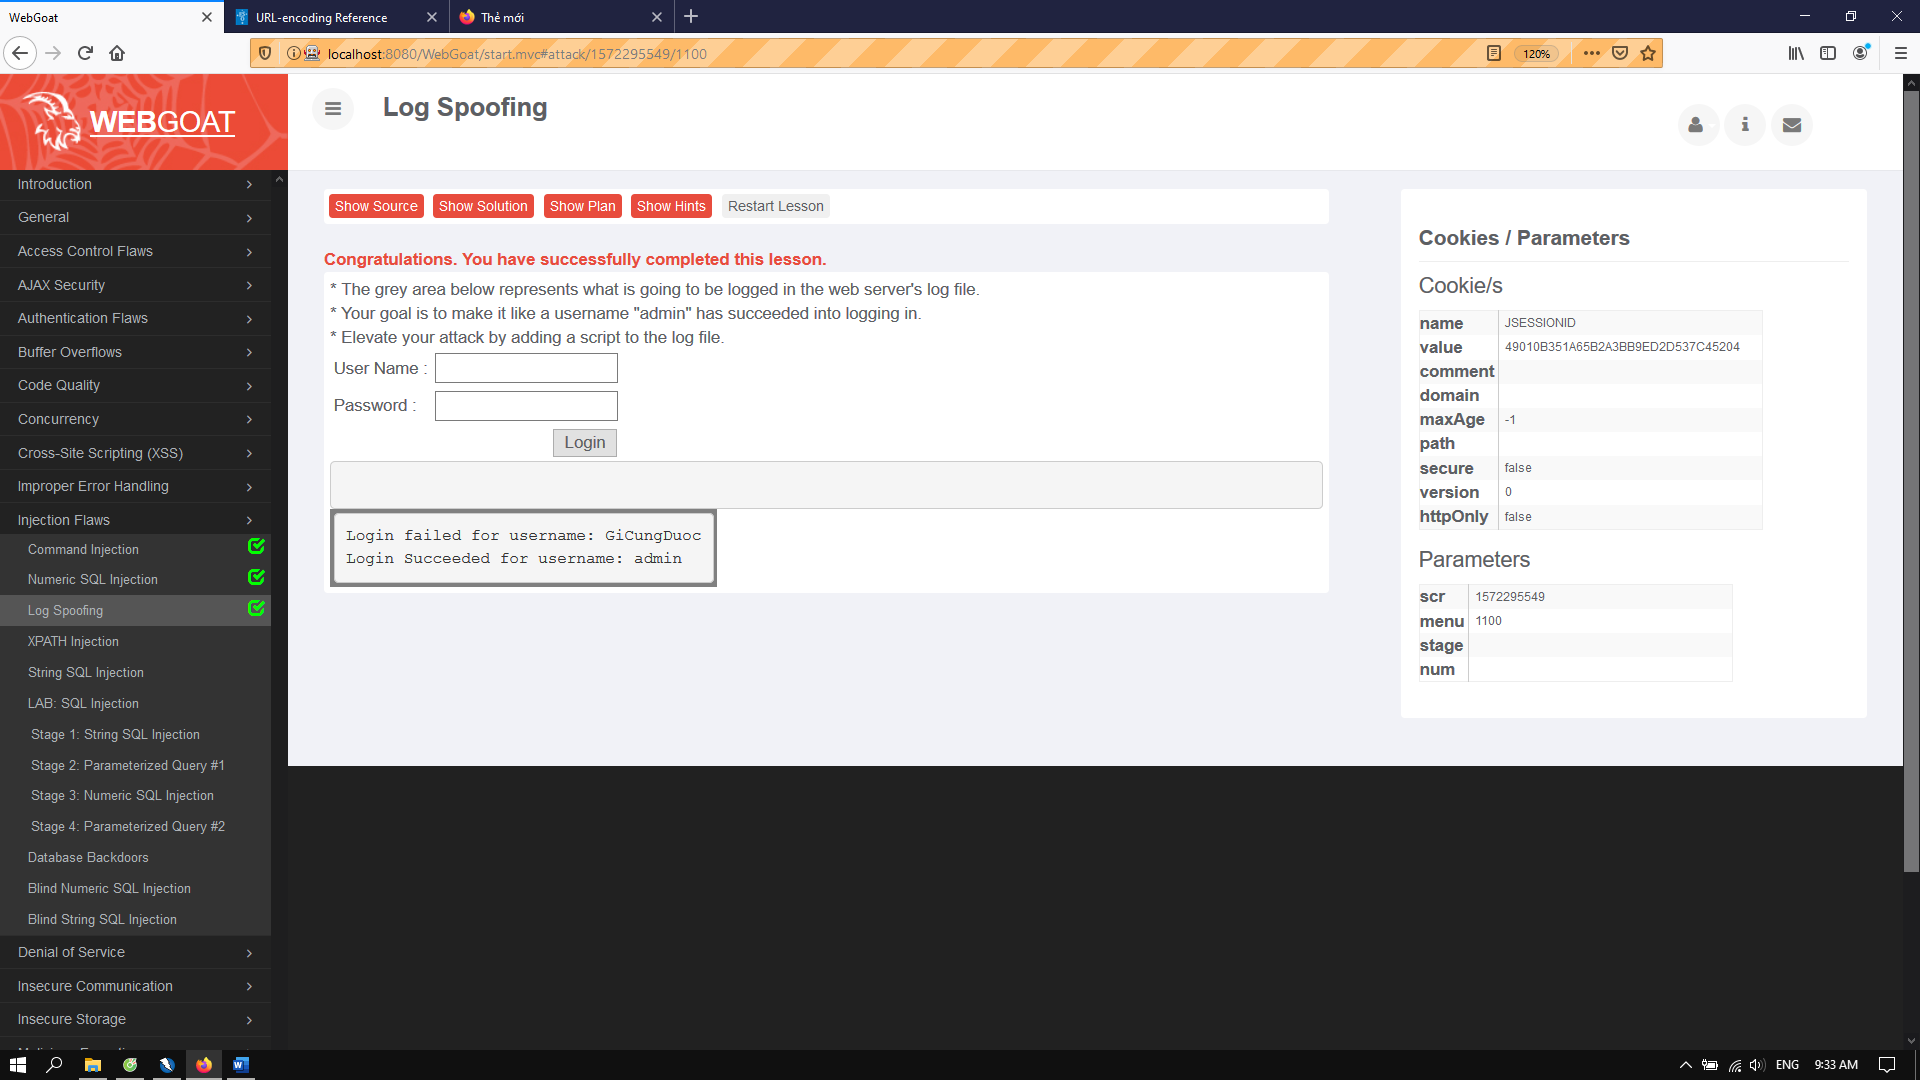 WebGoat
URL-encoding Reference
Thẻ mới
localhost:8080/WebGoat/start.mvc#attack/1572295549/1100
120%
WEBGOAT
Log Spoofing
Introduction
General
Access Control Flaws
AJAX Security
Authentication Flaws
Buffer Overflows
Code Quality
Concurrency
Cross-Site Scripting (XSS)
Improper Error Handling
Injection Flaws
Command Injection
Numeric SQL Injection
Log Spoofing
XPATH Injection
String SQL Injection
LAB: SQL Injection
Stage 1: String SQL Injection
Stage 2: Parameterized Query #1
Stage 3: Numeric SQL Injection
Stage 4: Parameterized Query #2
Database Backdoors
Blind Numeric SQL Injection
Blind String SQL Injection
Denial of Service
Insecure Communication
Insecure Storage
Show Source Show Solution Show Plan Show Hints Restart Lesson
Congratulations. You have successfully completed this lesson.
* The grey area below represents what is going to be logged in the web server's log file.
* Your goal is to make it like a username "admin" has succeeded into logging in.
* Elevate your attack by adding a script to the log file.
User Name :
Password :
Login
Login failed for username: GiCungDuoc
Login Succeeded for username: admin
Cookies / Parameters
Cookie/s
name JSESSIONID
value 49010B351A65B2A3BB9ED2D537C45204
comment
domain
maxAge -1
path
secure false
version 0
httpOnly false
Parameters
scr 1572295549
menu 1100
stage
num
ENG
9:33 AM